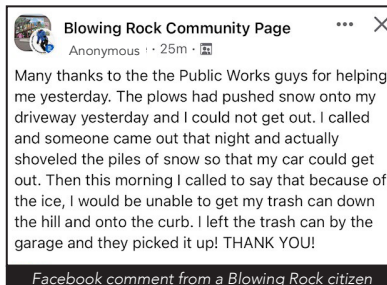 Blowing Rock Community Page
Anonymous · 25m ·
Many thanks to the the Public Works guys for helping
me yesterday. The plows had pushed snow onto my
driveway yesterday and I could not get out. I called
and someone came out that night and actually
shoveled the piles of snow so that my car could get
out. Then this morning I called to say that because of
the ice, I would be unable to get my trash can down
the hill and onto the curb. I left the trash can by the
garage and they picked it up! THANK YOU!
Facebook comment from a Blowing Rock citizen